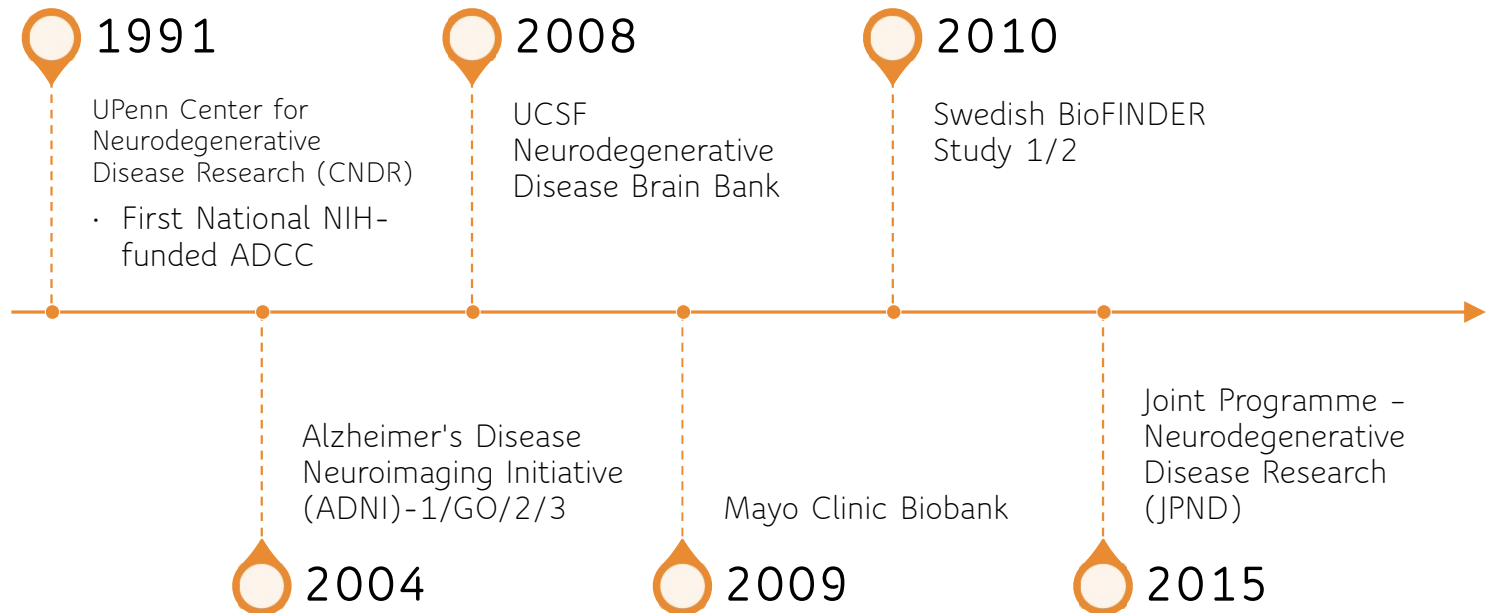 1991
UPenn Center for
Neurodegenerative
Disease Research (CNDR)
· First National NIH-
funded ADCC
2008
UCSF
Neurodegenerative
Disease Brain Bank
2010
Swedish BioFINDER
Study 1/2
Alzheimer's Disease
Neuroimaging Initiative
(ADNI)-1/GO/2/3
2004
Mayo Clinic Biobank
2009
Joint Programme –
Neurodegenerative
Disease Research
(JPND)
2015